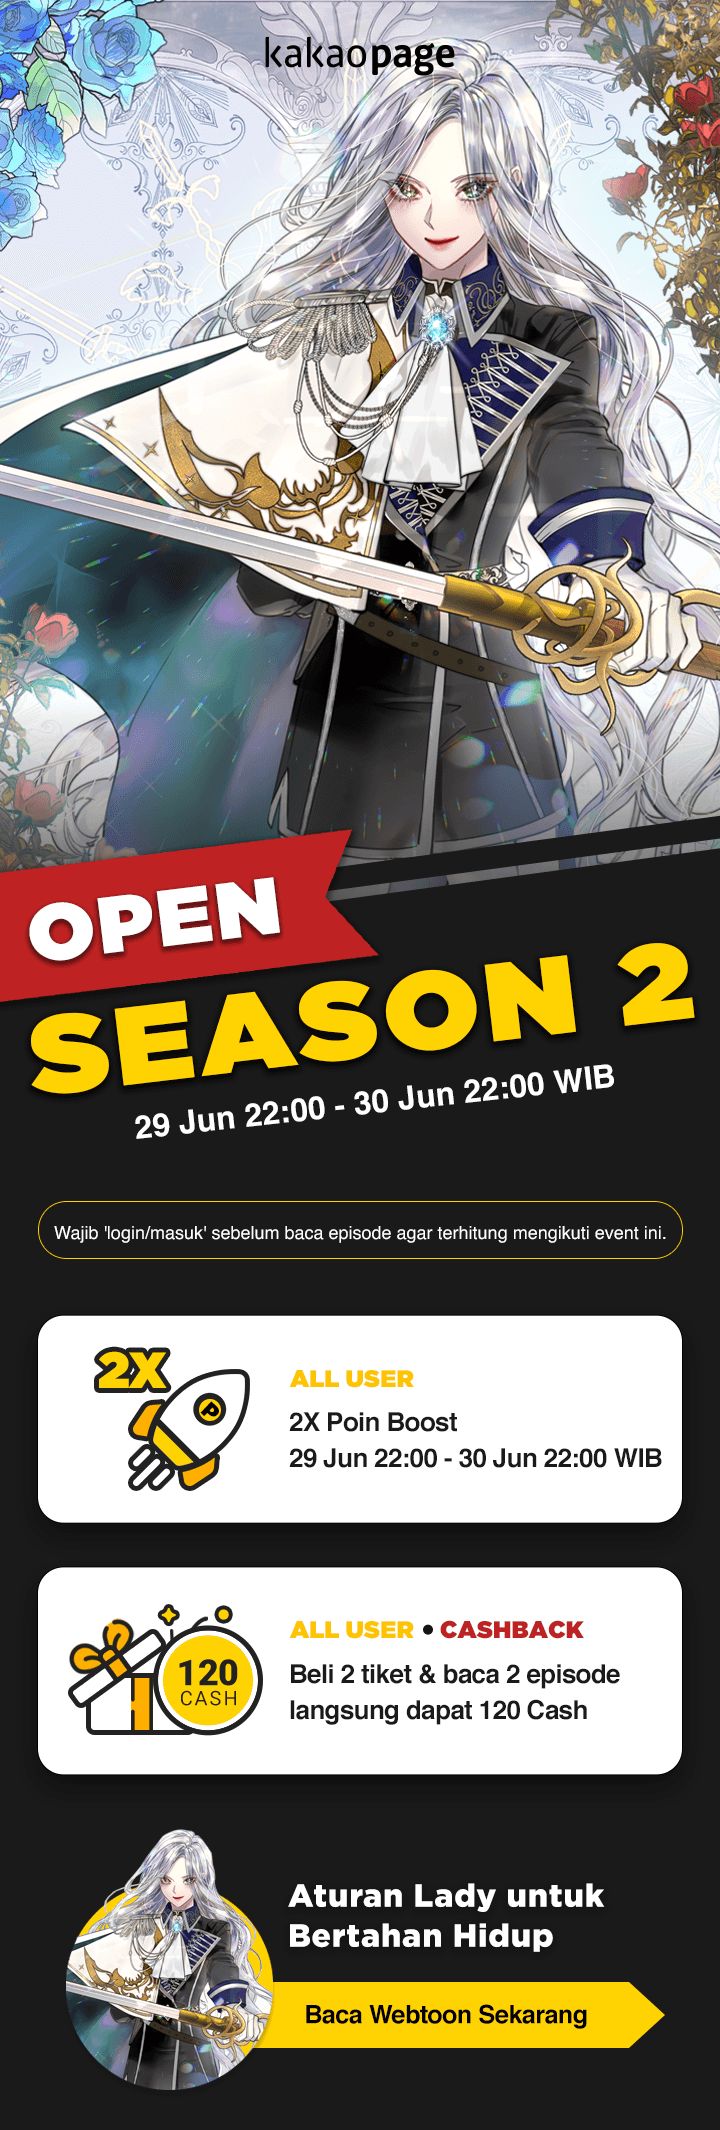 kakaopage
OPEN
SEASON 2
29 Jun 22:00 - 30 Jun 22:00 WIB
Wajib 'login/masuk' sebelum baca episode agar terhitung mengikuti event ini.
2X
ALL USER
2X Poin Boost
29 Jun 22:00 - 30 Jun 22:00 WIB
120
CASH
ALL USER • CASHBACK
Beli 2 tiket & baca 2 episode
langsung dapat 120 Cash
Aturan Lady untuk
Bertahan Hidup
Baca Webtoon Sekarang